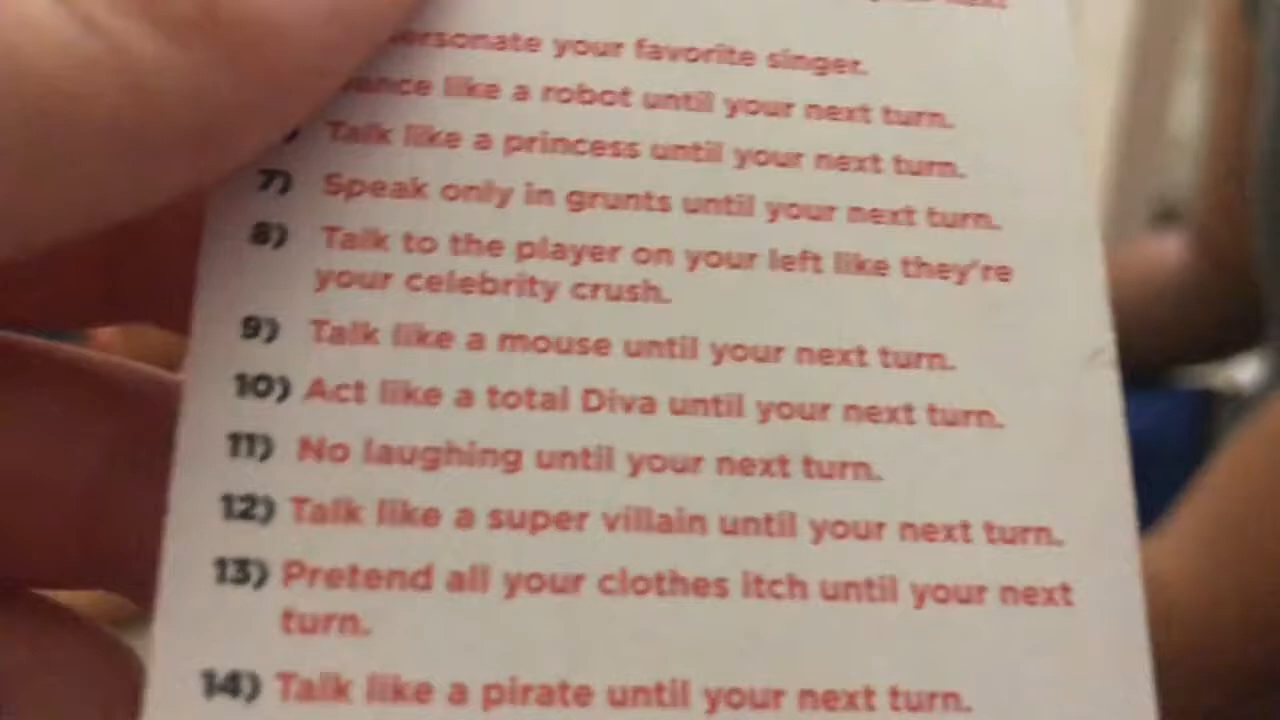 ersonate your favorite singer.
ance like a robot until your next turn.
) Talk like a princess until your next turn.
7) Speak only in grunts until your next turn.
8) Talk to the player on your left like they're
your celebrity crush.
9) Talk like a mouse until your next turn.
10) Act like a total Diva until your next turn.
11) No laughing until your next turn.
12) Talk like a super villain until your next turn.
13) Pretend all your clothes itch until your next
turn.
14) Talk like a pirate until your next turn.